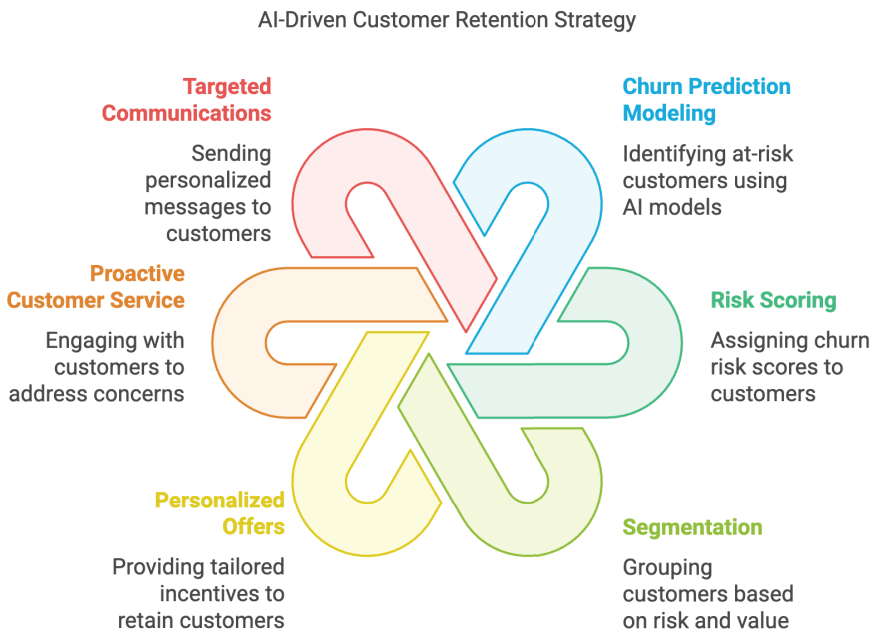 AI-Driven Customer Retention Strategy
Targeted
Communications
Sending
personalized
messages to
customers
Churn Prediction
Modeling
Identifying at-risk
customers using
AI models
Proactive
Customer Service
Engaging with
customers to
address concerns
Risk Scoring
Assigning churn
risk scores to
customers
Personalized
Offers
Providing tailored
incentives to
retain customers
Segmentation
Grouping
customers based
on risk and value